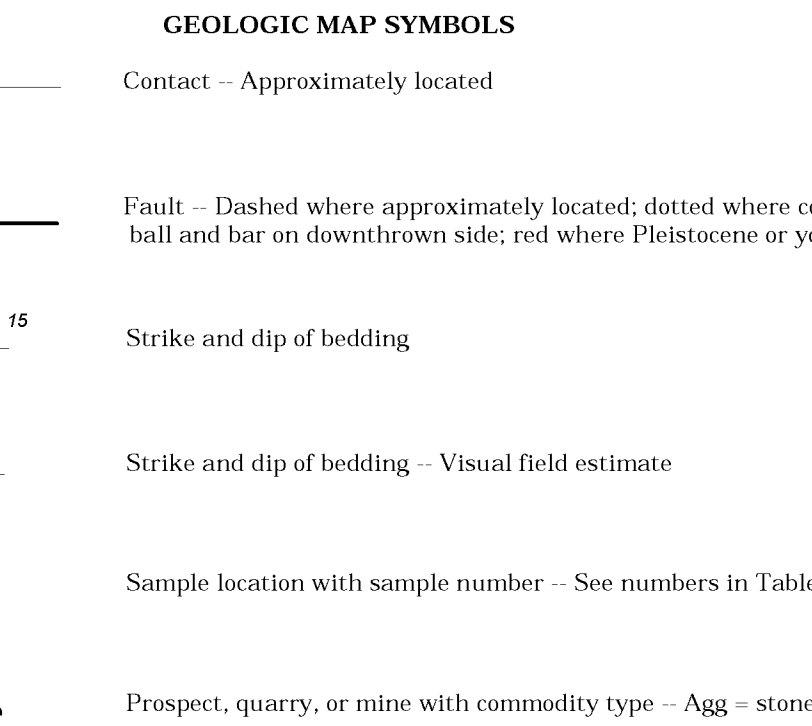 GEOLOGIC MAP SYMBOLS
Contact -- Approximately located
Fault -- Dashed where approximately located; dotted where
ball and bar on downthrown side; red where Pleistocene or
15
Strike and dip of bedding
Strike and dip of bedding -- Visual field estimate
Sample location with sample number -- See numbers in Table
Prospect, quarry, or mine with commodity type -- Agg = stone